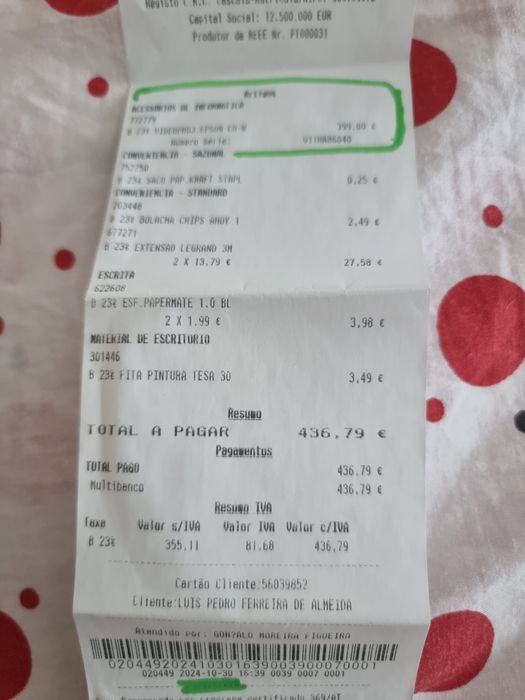 Capital Social: 12.500.000 EUR
Produtor de REEE Nr. PT000031
Artigos
ACESSORIOS DE INFORMATICA
772779
B 23% VIDEOPROJ.EPSON CO-W 399,00 €
Numero Serie:
CONVENIENCIA - SAZONAL
752750
B 23% SACO PAP.KRAFT STAPL 0,25 €
CONVENIENCIA - STANDARD
203448
B 23% BOLACHA CHIPS AHOY 1 2,49 €
677271
B 23% EXTENSAO LEGRAND 3M
2 X 13,79 € 27,58 €
ESCRITA
622608
B 23% ESF.PAPERMATE 1.0 BL
2 X 1,99 € 3,98 €
MATERIAL DE ESCRITORIO
301446
B 23% FITA PINTURA TESA 30 3,49 €
Resumo
TOTAL A PAGAR 436,79 €
Pagamentos
TOTAL PAGO 436,79 €
Multibanco 436,79 €
Resumo IVA
Taxa Valor s/IVA Valor IVA Valor c/IVA
B 23% 355,11 81,68 436,79
Cartão Cliente:56039852
Cliente:LUIS PEDRO FERREIRA DE ALMEIDA
Atendido por: GONZALO MOREIRA FIGUEIRA
0204492024103016390039000070001
020449 2024-10-30 16:39 0039 0007 0001